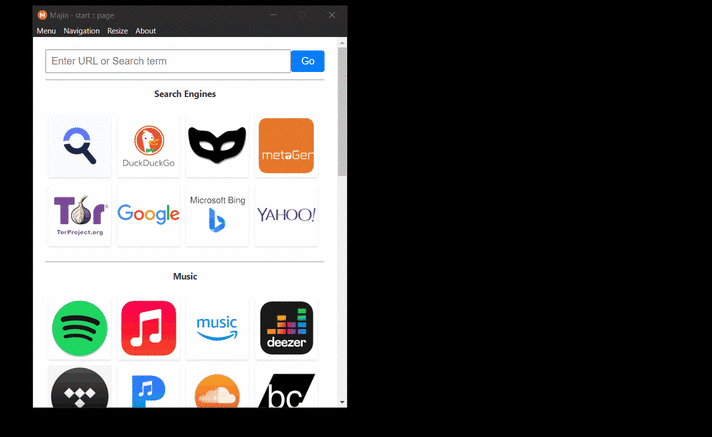 Majin - start :: page
Menu Navigation Resize About
Enter URL or Search term
Go
Search Engines
DuckDuckGo
metaGer
Tor
TorProject.org
Google
Microsoft Bing
YAHOO!
Music
music
deezer
bc